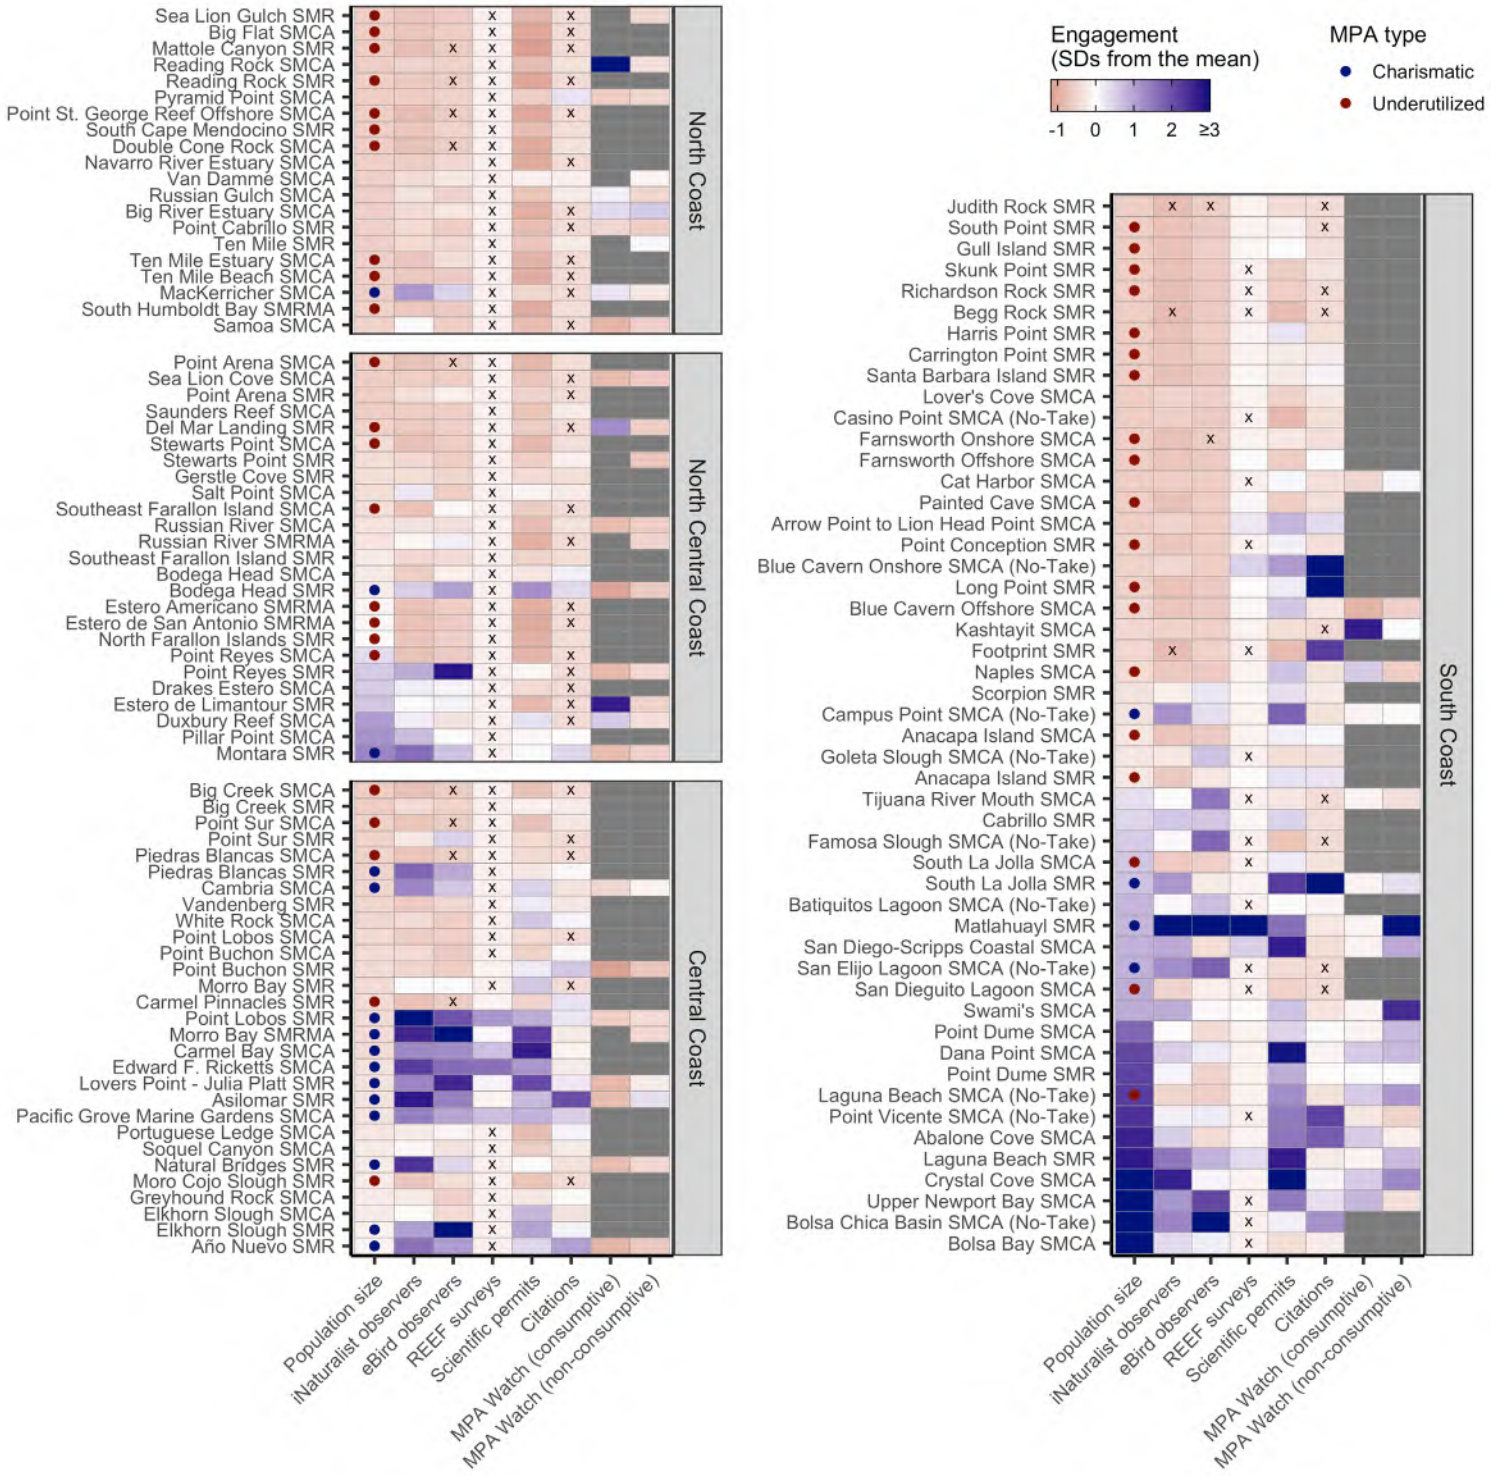 Sea Lion Gulch SMR
Big Flat SMCA
Mattole Canyon SMR
Reading Rock SMCA
Reading Rock SMR
Pyramid Point SMCA
Point St. George Reef Offshore SMCA
South Cape Mendocino SMR
Double Cone Rock SMCA
Navarro River Estuary SMCA
Van Damme SMCA
Russian Gulch SMCA
Big River Estuary SMCA
Point Cabrillo SMR
Ten Mile SMR
Ten Mile Estuary SMCA
Ten Mile Beach SMCA
MacKerricher SMCA
South Humboldt Bay SMRMA
Samoa SMCA
North Coast
Point Arena SMCA
Sea Lion Cove SMCA
Point Arena SMR
Saunders Reef SMCA
Del Mar Landing SMR
Stewarts Point SMCA
Stewarts Point SMR
Gerstle Cove SMR
Salt Point SMCA
Southeast Farallon Island SMCA
Russian River SMCA
Russian River SMRMA
Southeast Farallon Island SMR
Bodega Head SMCA
Bodega Head SMR
Estero Americano SMRMA
Estero de San Antonio SMRMA
North Farallon Islands SMR
Point Reyes SMCA
Point Reyes SMR
Drakes Estero SMCA
Estero de Limantour SMR
Duxbury Reef SMCA
Pillar Point SMCA
Montara SMR
North Central Coast
Big Creek SMCA
Big Creek SMR
Point Sur SMCA
Point Sur SMR
Piedras Blancas SMCA
Piedras Blancas SMR
Cambria SMCA
Vandenberg SMR
White Rock SMCA
Point Lobos SMCA
Point Buchon SMCA
Point Buchon SMR
Morro Bay SMR
Carmel Pinnacles SMR
Point Lobos SMR
Morro Bay SMRMA
Carmel Bay SMCA
Edward F. Ricketts SMCA
Lovers Point - Julia Platt SMR
Asilomar SMR
Pacific Grove Marine Gardens SMCA
Portuguese Ledge SMCA
Soquel Canyon SMCA
Natural Bridges SMR
Moro Cojo Slough SMR
Greyhound Rock SMCA
Elkhorn Slough SMCA
Elkhorn Slough SMR
Año Nuevo SMR
Central Coast
Population size
iNaturalist observers
eBird observers
REEF surveys
Scientific permits
Citations
MPA Watch (consumptive)
MPA Watch (non-consumptive)
Engagement
(SDs from the mean)
-1 0 1 2 ≥3
MPA type
Charismatic
Underutilized
Judith Rock SMR
South Point SMR
Gull Island SMR
Skunk Point SMR
Richardson Rock SMR
Begg Rock SMR
Harris Point SMR
Carrington Point SMR
Santa Barbara Island SMR
Lover's Cove SMCA
Casino Point SMCA (No-Take)
Farnsworth Onshore SMCA
Farnsworth Offshore SMCA
Cat Harbor SMCA
Painted Cave SMCA
Arrow Point to Lion Head Point SMCA
Point Conception SMR
Blue Cavern Onshore SMCA (No-Take)
Long Point SMR
Blue Cavern Offshore SMCA
Kashtayit SMCA
Footprint SMR
Naples SMCA
Scorpion SMR
Campus Point SMCA (No-Take)
Anacapa Island SMCA
Goleta Slough SMCA (No-Take)
Anacapa Island SMR
Tijuana River Mouth SMCA
Cabrillo SMR
Famosa Slough SMCA (No-Take)
South La Jolla SMCA
South La Jolla SMR
Batiquitos Lagoon SMCA (No-Take)
Matlahuayl SMR
San Diego-Scripps Coastal SMCA
San Elijo Lagoon SMCA (No-Take)
San Dieguito Lagoon SMCA
Swami's SMCA
Point Dume SMCA
Dana Point SMCA
Point Dume SMR
Laguna Beach SMCA (No-Take)
Point Vicente SMCA (No-Take)
Abalone Cove SMCA
Laguna Beach SMR
Crystal Cove SMCA
Upper Newport Bay SMCA
Bolsa Chica Basin SMCA (No-Take)
Bolsa Bay SMCA
South Coast
Population size
iNaturalist observers
eBird observers
REEF surveys
Scientific permits
Citations
MPA Watch (consumptive)
MPA Watch (non-consumptive)